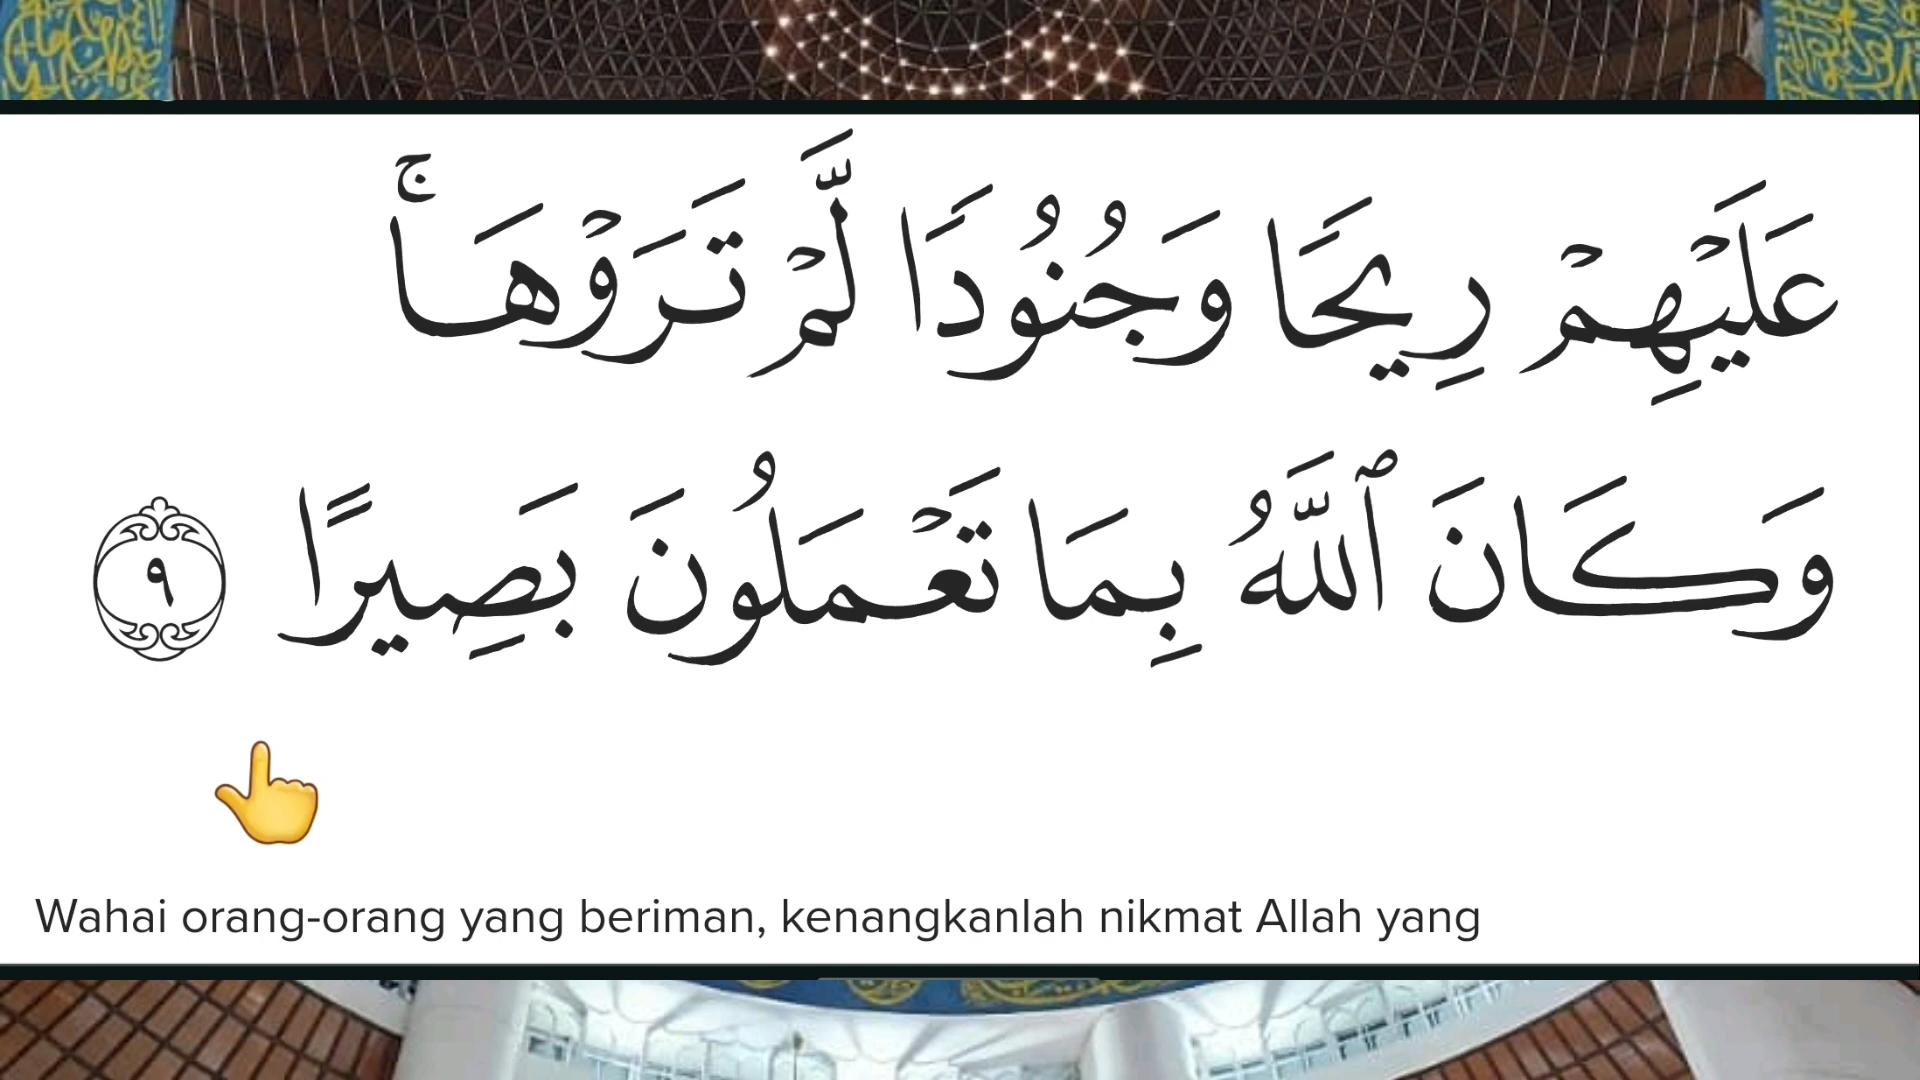 عَلَيْهِمْ رِيحًا وَجُنُودًا لَّمْ تَرَوْهَا ۚ
وَكَانَ ٱللَّهُ بِمَا تَعْمَلُونَ بَصِيرًا ٩
Wahai orang-orang yang beriman, kenangkanlah nikmat Allah yang